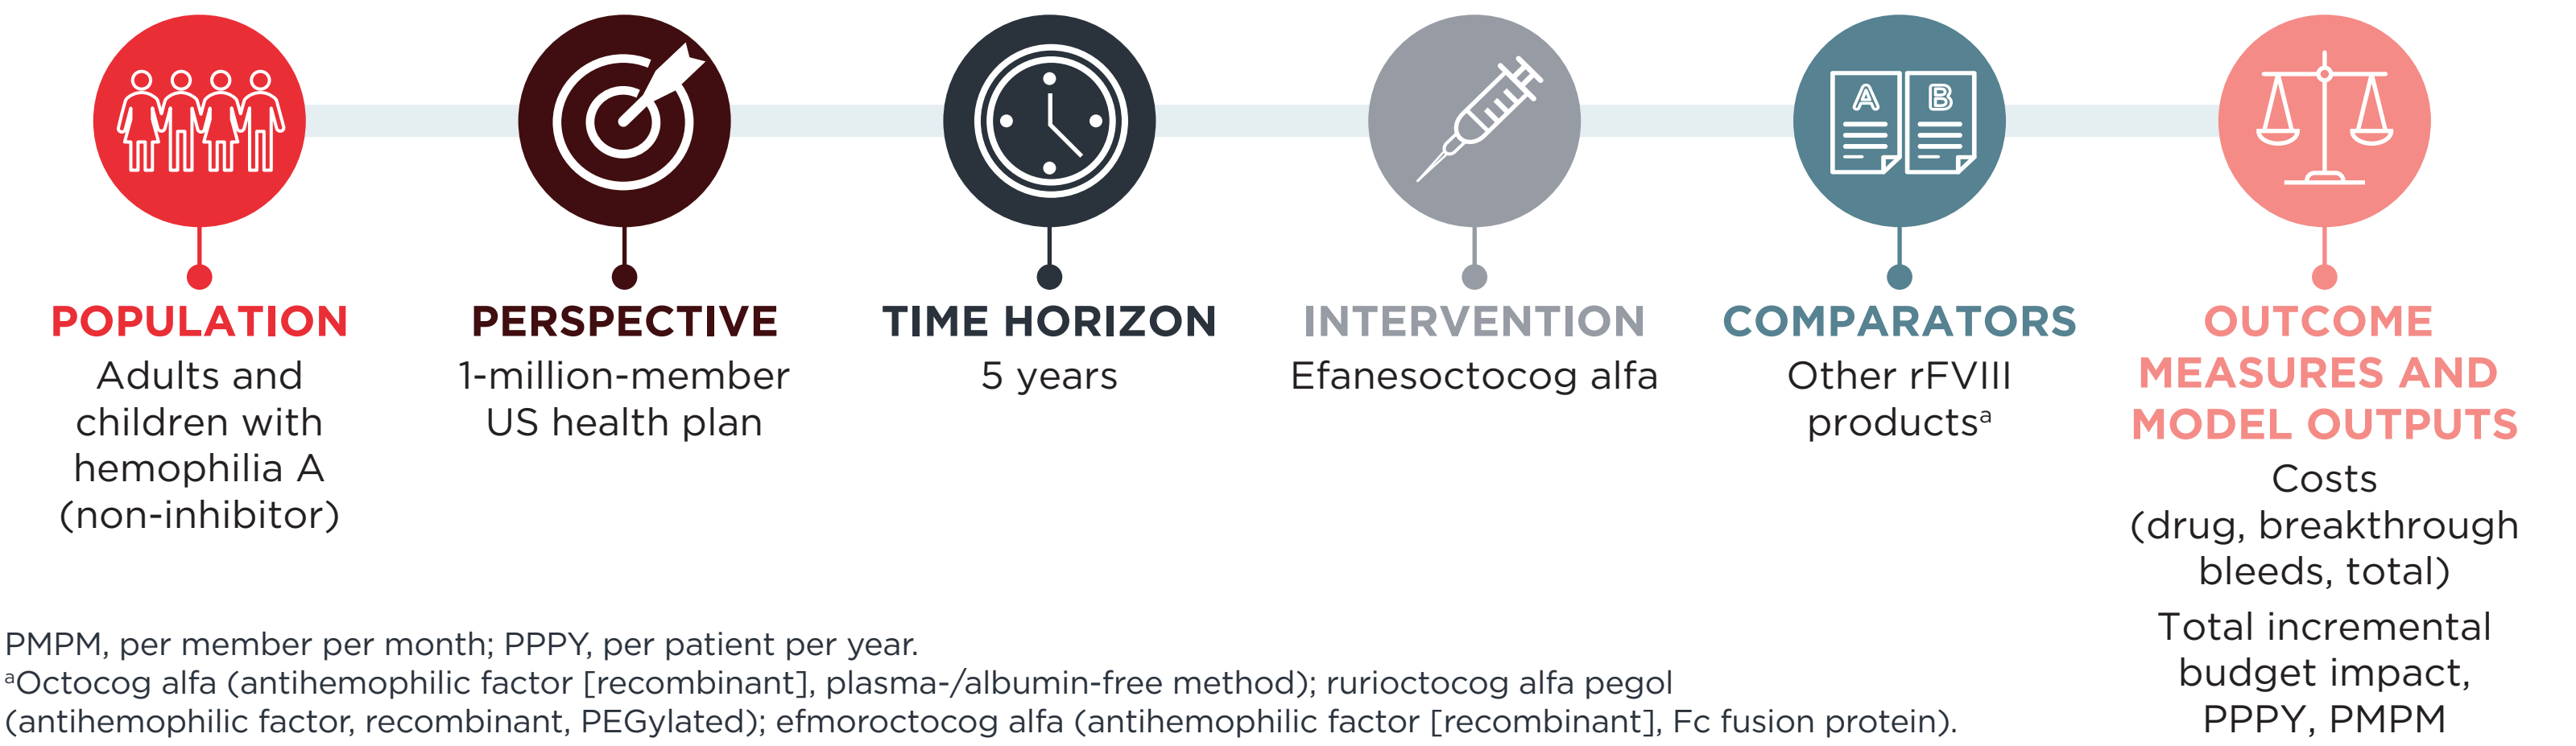 A
B
POPULATION
Adults and
children with
hemophilia A
(non-inhibitor)
PERSPECTIVE
1-million-member
US health plan
TIME HORIZON
5 years
INTERVENTION
Efanesoctocog alfa
COMPARATORS
Other rFVIII
productsᵃ
OUTCOME
MEASURES AND
MODEL OUTPUTS
Costs
(drug, breakthrough
bleeds, total)
Total incremental
budget impact,
PPPY, PMPM
PMPM, per member per month; PPPY, per patient per year.
ᵃOctocog alfa (antihemophilic factor [recombinant], plasma-/albumin-free method); rurioctocog alfa pegol
(antihemophilic factor, recombinant, PEGylated); efmoroctocog alfa (antihemophilic factor [recombinant], Fc fusion protein).